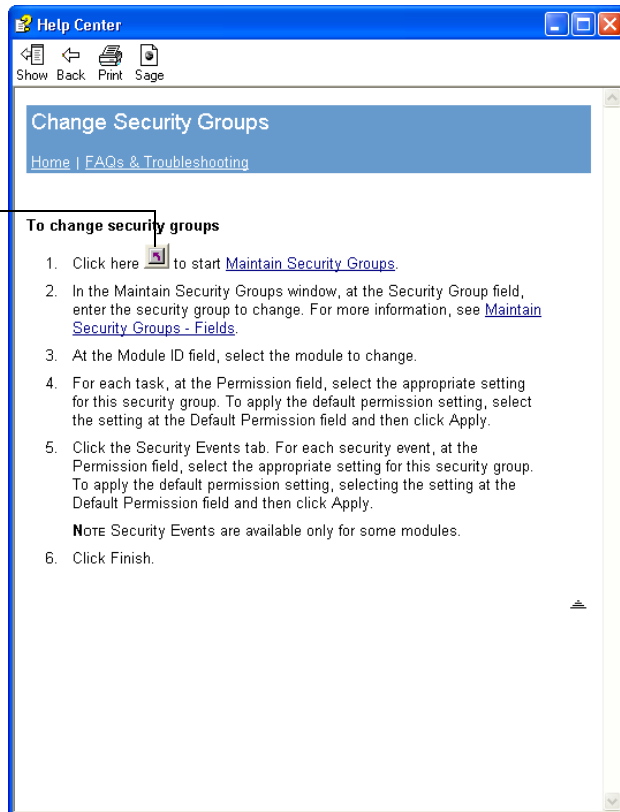 Help Center
Show Back Print Sage
Change Security Groups
Home | FAQs & Troubleshooting
To change security groups
1. Click here to start Maintain Security Groups.
2. In the Maintain Security Groups window, at the Security Group field,
enter the security group to change. For more information, see Maintain
Security Groups - Fields.
3. At the Module ID field, select the module to change.
4. For each task, at the Permission field, select the appropriate setting
for this security group. To apply the default permission setting, select
the setting at the Default Permission field and then click Apply.
5. Click the Security Events tab. For each security event, at the
Permission field, select the appropriate setting for this security group.
To apply the default permission setting, selecting the setting at the
Default Permission field and then click Apply.
NOTE Security Events are available only for some modules.
6. Click Finish.